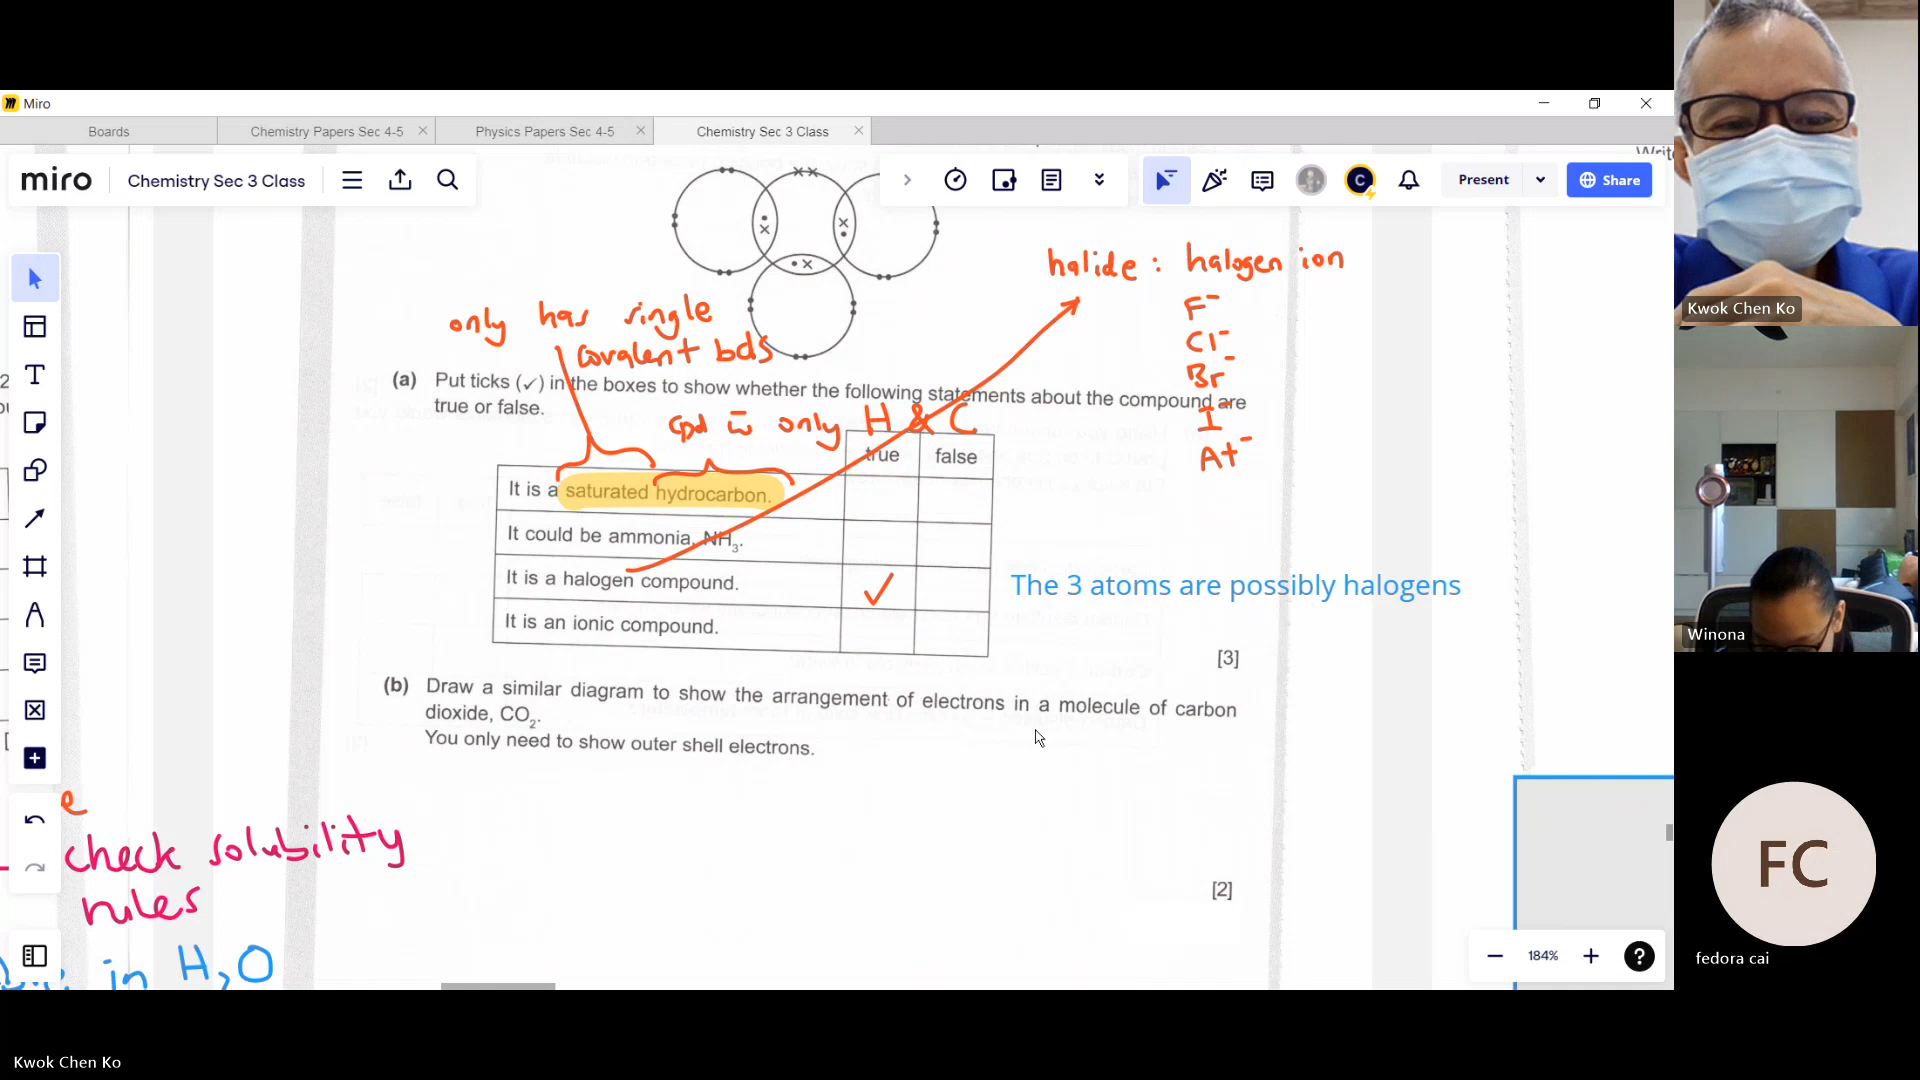 Miro
Boards
Chemistry Papers Sec 4-5
Physics Papers Sec 4-5
Chemistry Sec 3 Class
miro
Chemistry Sec 3 Class
Present
Share
Kwok Chen Ko
halide : halogen ion
F⁻
Cl⁻
Br⁻
I⁻
At⁻
only has single
covalent bds
(a) Put ticks (✓) in the boxes to show whether the following statements about the compound are
true or false.
cpd w̄ only H & C
true false
It is a saturated hydrocarbon.
It could be ammonia, NH₃.
It is a halogen compound. ✓
The 3 atoms are possibly halogens
It is an ionic compound.
[3]
Winona
(b) Draw a similar diagram to show the arrangement of electrons in a molecule of carbon
dioxide, CO₂.
You only need to show outer shell electrons.
e
check solubility
rules
in H₂O
[2]
184%
FC
fedora cai
Kwok Chen Ko